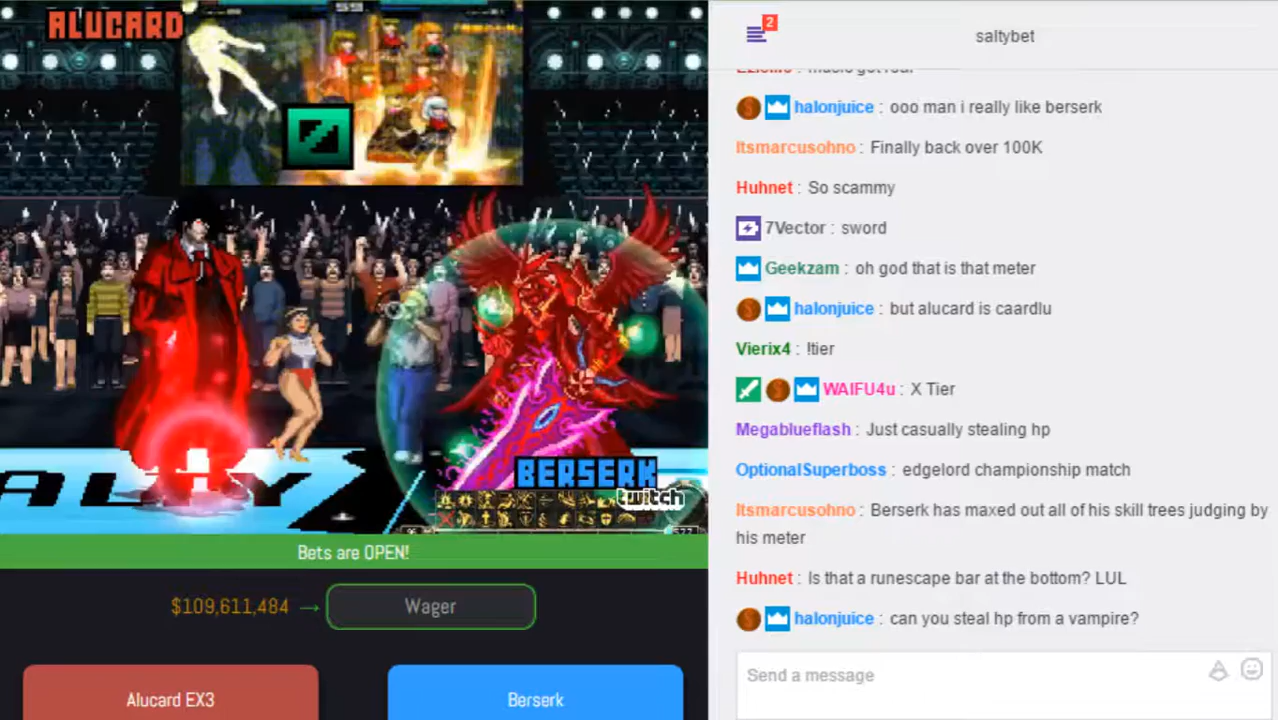 ALUCARD
2
saltybet
halonjuice : ooo man i really like berserk
Itsmarcusohno : Finally back over 100K
Huhnet : So scammy
7Vector : sword
Geekzam : oh god that is that meter
halonjuice : but alucard is caardlu
Vierix4 : !tier
WAIFU4u : X Tier
Megablueflash : Just casually stealing hp
OptionalSuperboss : edgelord championship match
Itsmarcusohno : Berserk has maxed out all of his skill trees judging by
his meter
Huhnet : Is that a runescape bar at the bottom? LUL
halonjuice : can you steal hp from a vampire?
Send a message
BERSERK
twitch
Bets are OPEN!
$109,611,484 → Wager
Alucard EX3
Berserk